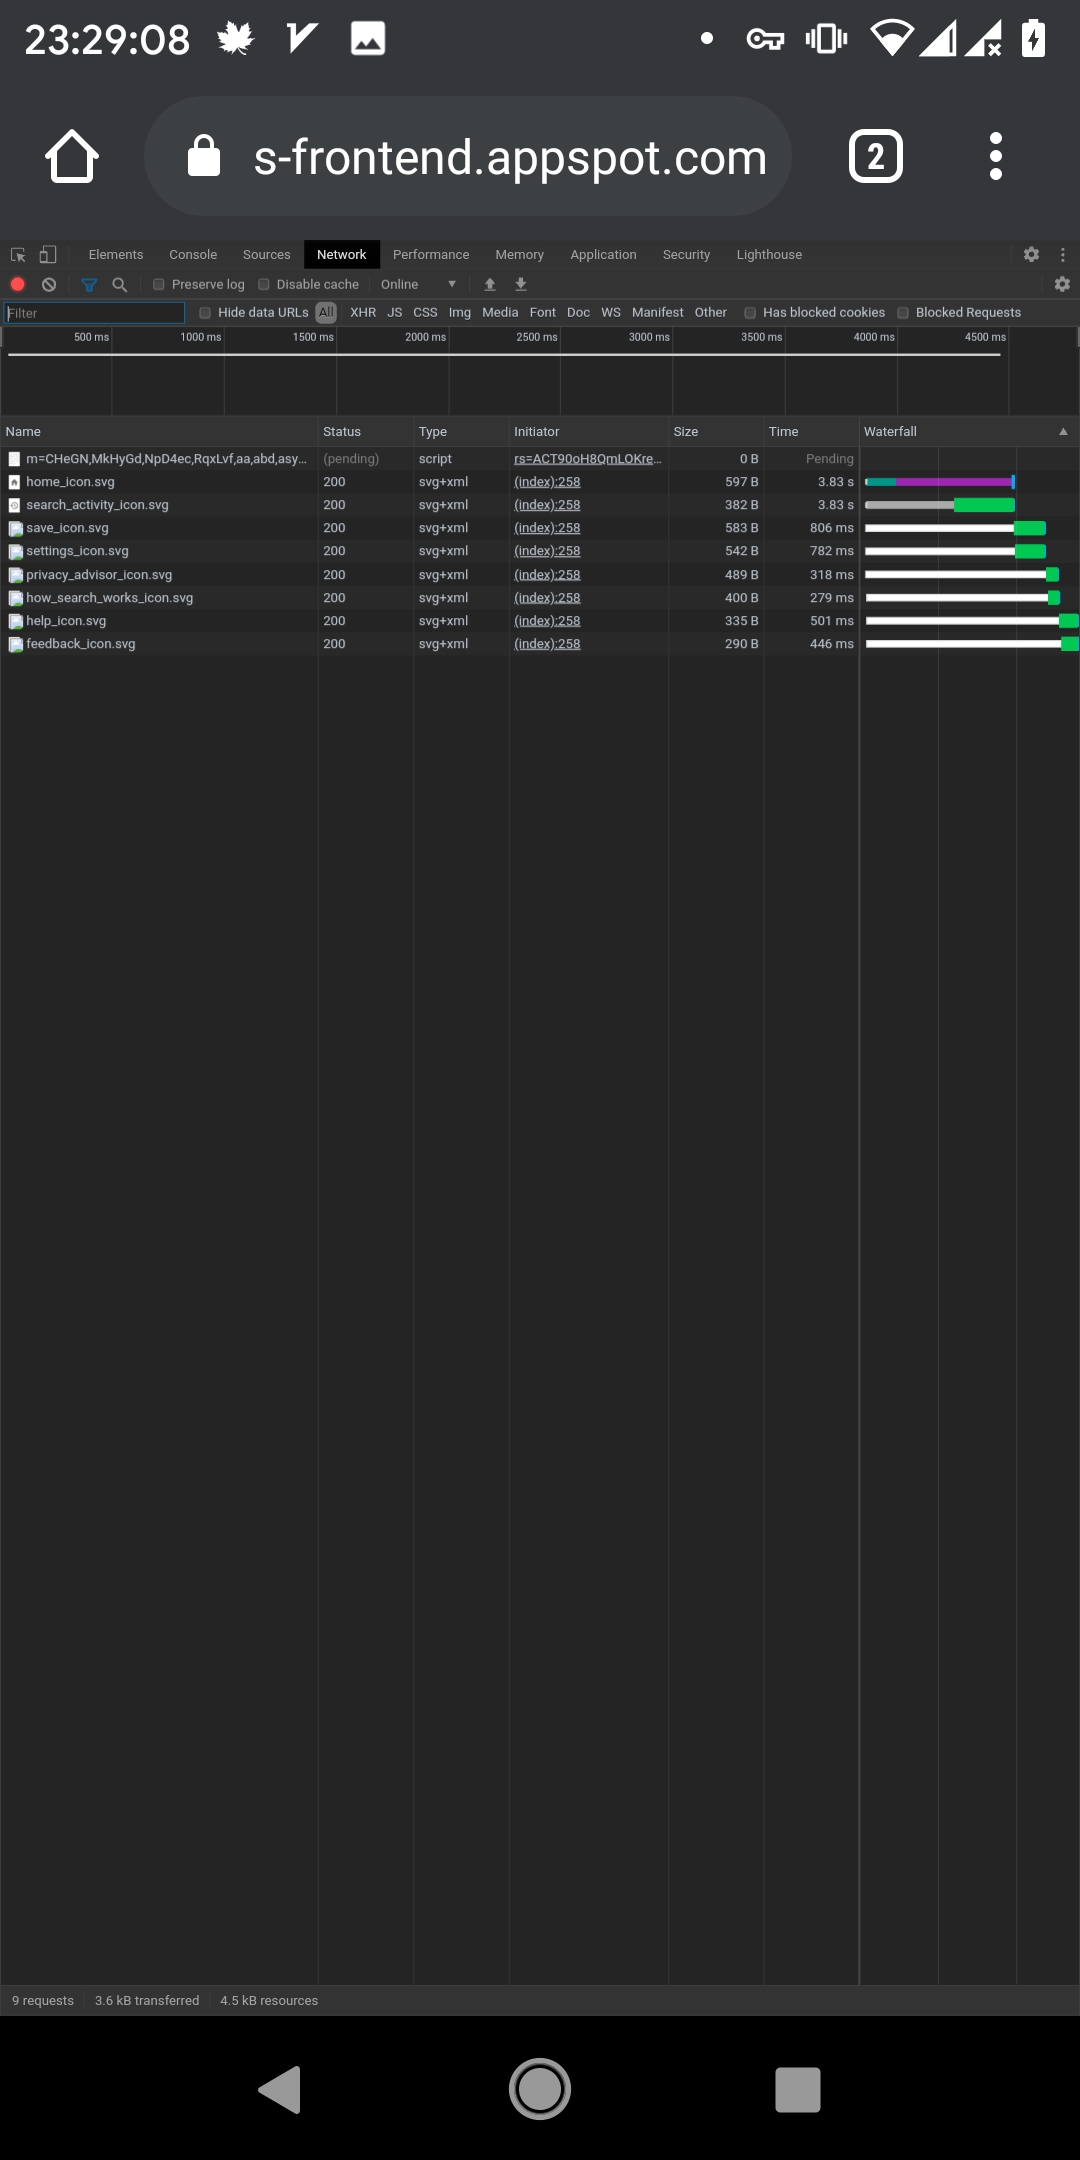 23:29:08
s-frontend.appspot.com 2
Elements Console Sources Network Performance Memory Application Security Lighthouse
Preserve log Disable cache Online
Filter Hide data URLs All XHR JS CSS Img Media Font Doc WS Manifest Other Has blocked cookies Blocked Requests
500 ms 1000 ms 1500 ms 2000 ms 2500 ms 3000 ms 3500 ms 4000 ms 4500 ms
Name Status Type Initiator Size Time Waterfall
m=CHeGN,MkHyGd,NpD4ec,RqxLvf,aa,abd,asy... (pending) script rs=ACT90oH8QmLOKre... 0 B Pending
home_icon.svg 200 svg+xml (index):258 597 B 3.83 s
search_activity_icon.svg 200 svg+xml (index):258 382 B 3.83 s
save_icon.svg 200 svg+xml (index):258 583 B 806 ms
settings_icon.svg 200 svg+xml (index):258 542 B 782 ms
privacy_advisor_icon.svg 200 svg+xml (index):258 489 B 318 ms
how_search_works_icon.svg 200 svg+xml (index):258 400 B 279 ms
help_icon.svg 200 svg+xml (index):258 335 B 501 ms
feedback_icon.svg 200 svg+xml (index):258 290 B 446 ms
9 requests 3.6 kB transferred 4.5 kB resources